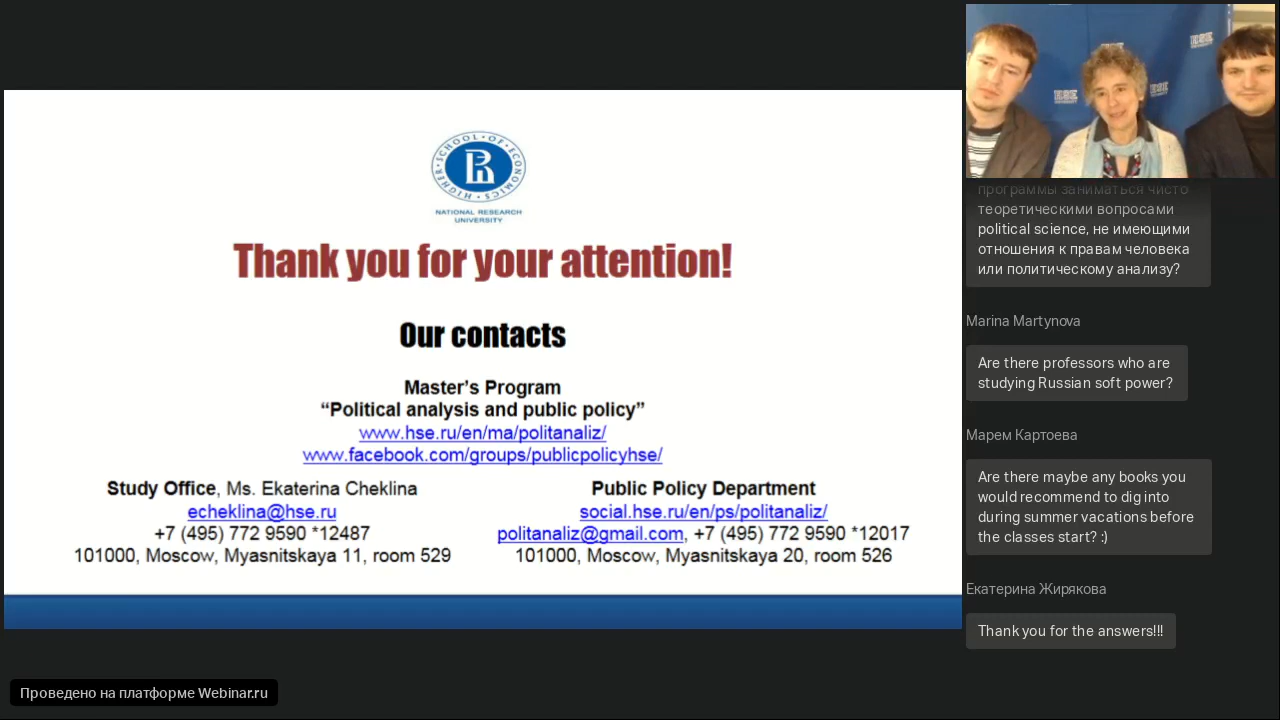 HIGHER · SCHOOL · OF · ECONOMICS
NATIONAL RESEARCH
UNIVERSITY
Thank you for your attention!
Our contacts
Master’s Program
“Political analysis and public policy”
www.hse.ru/en/ma/politanaliz/
www.facebook.com/groups/publicpolicyhse/
Study Office, Ms. Ekaterina Cheklina
echeklina@hse.ru
+7 (495) 772 9590 *12487
101000, Moscow, Myasnitskaya 11, room 529
Public Policy Department
social.hse.ru/en/ps/politanaliz/
politanaliz@gmail.com, +7 (495) 772 9590 *12017
101000, Moscow, Myasnitskaya 20, room 526
HSE
UNIVERSITY
HSE
HSE
программы заниматься чисто
теоретическими вопросами
political science, не имеющими
отношения к правам человека
или политическому анализу?
Marina Martynova
Are there professors who are
studying Russian soft power?
Марем Картоева
Are there maybe any books you
would recommend to dig into
during summer vacations before
the classes start? :)
Екатерина Жирякова
Thank you for the answers!!!
Проведено на платформе Webinar.ru